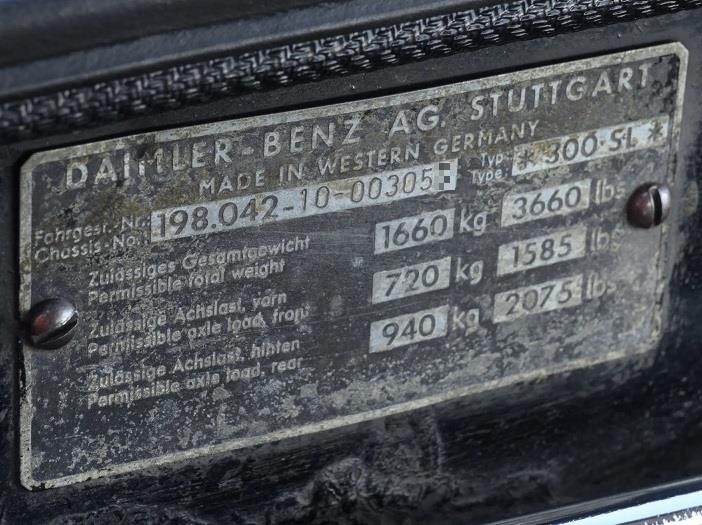 DAIMLER-BENZ AG. STUTTGART
MADE IN WESTERN GERMANY
Typ: * 300·SL *
Type:
Fahrgest. No.: 198.042-10-00305
Chassis-No.:
Zulässiges Gesamtgewicht 1660 kg 3660 lbs
Permissible total weight
Zulässige Achslast, vorn 720 kg 1585 lbs
Permissible axle load, front
Zulässige Achslast, hinten 940 kg 2075 lbs
Permissible axle load, rear